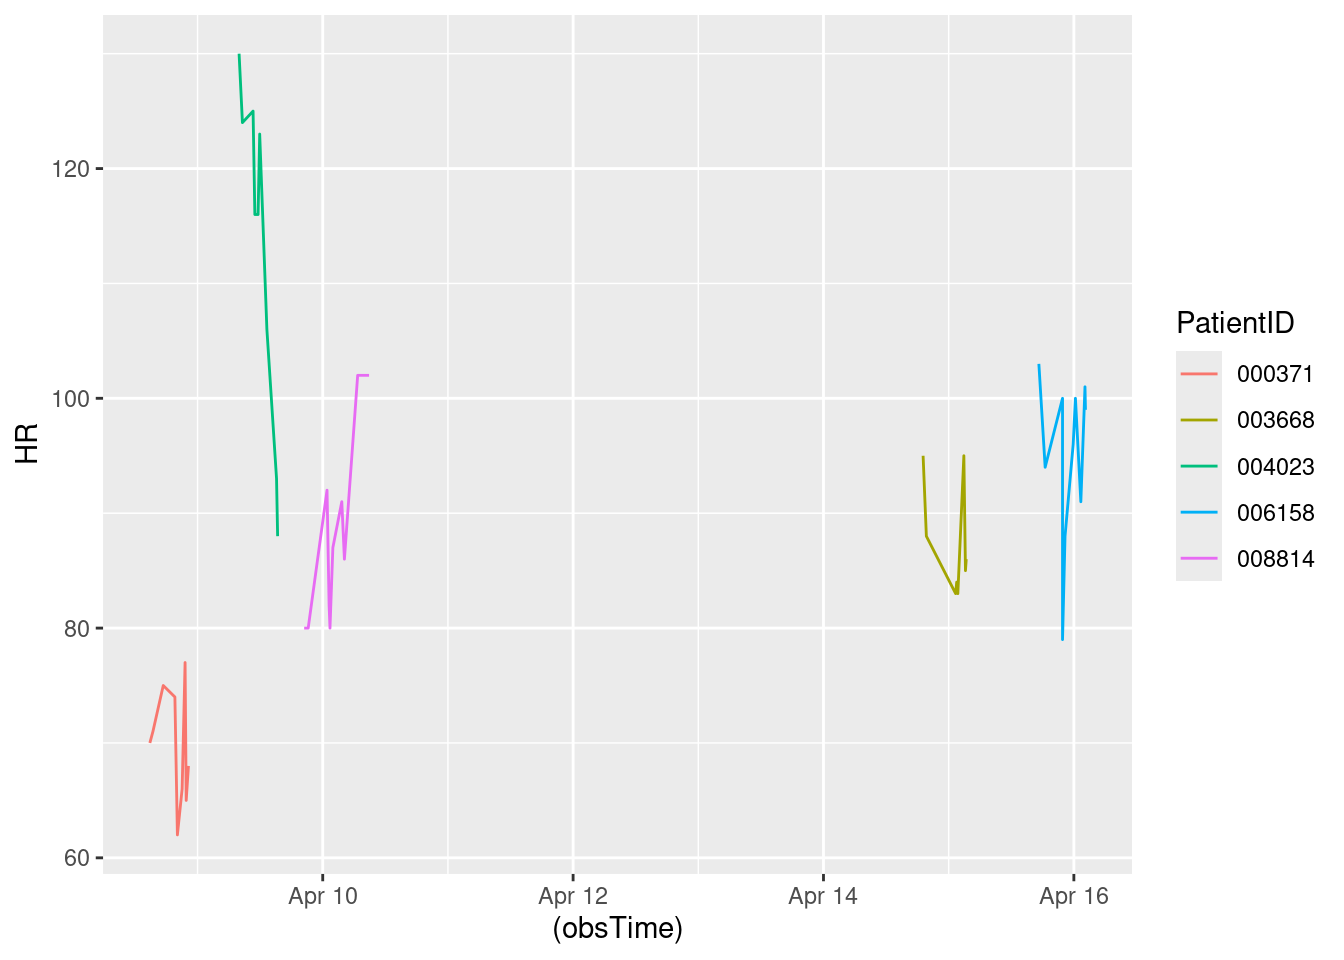 120
100
80
60
HR
Apr 10
Apr 12
Apr 14
Apr 16
(obsTime)
PatientID
000371
003668
004023
006158
008814